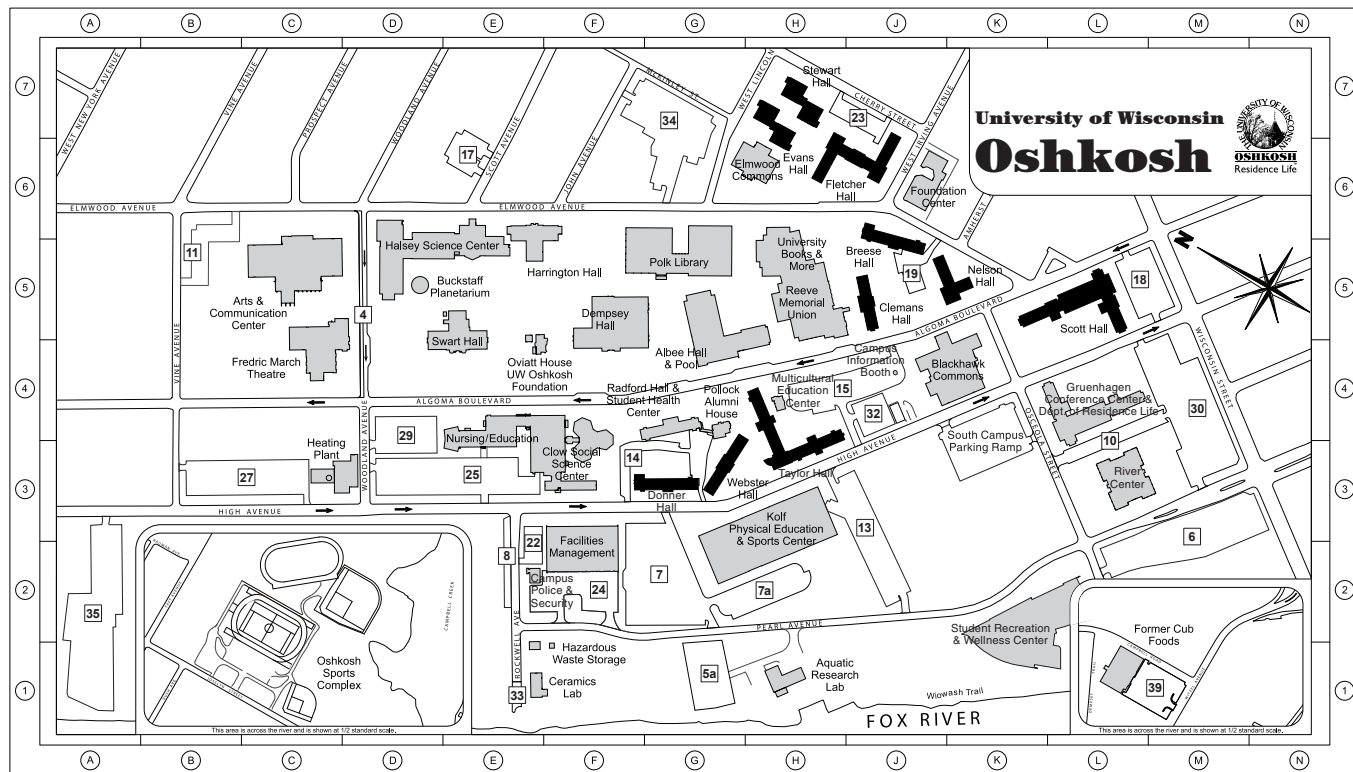 A B C D E F G H J K L M N
7 7
6 6
5 5
4 4
3 3
2 2
1 1
A B C D E F G H J K L M N
University of Wisconsin
Oshkosh
THE UNIVERSITY OF WISCONSIN
OSHKOSH
Residence Life
N
WEST NEW YORK AVENUE
VINE AVENUE
PROSPECT AVENUE
WOODLAND AVENUE
SCOTT AVENUE
JOHN AVENUE
MCKINLEY ST.
WEST LINCOLN
CHERRY STREET
WEST IRVING AVENUE
AMHERST
17
34
23
Stewart
Hall
Evans
Hall
Elmwood
Commons
Fletcher
Hall
Foundation
Center
ELMWOOD AVENUE
ELMWOOD AVENUE
11
Arts &
Communication
Center
Fredric March
Theatre
VINE AVENUE
4
Halsey Science Center
Buckstaff
Planetarium
Swart Hall
Harrington Hall
Oviatt House
UW Oshkosh
Foundation
Dempsey
Hall
Polk Library
Albee Hall
& Pool
University
Books &
More
Reeve
Memorial
Union
Breese
Hall
19
Nelson
Hall
Clemans
Hall
ALGOMA BOULEVARD
Campus
Information
Booth
Blackhawk
Commons
Scott Hall
18
WISCONSIN STREET
ALGOMA BOULEVARD
Radford Hall &
Student Health
Center
Pollock
Alumni
House
Multicultural
Education
Center
15
32
Gruenhagen
Conference Center&
Dept. of Residence Life
30
10
OSCEOLA STREET
South Campus
Parking Ramp
River
Center
HIGH AVENUE
Taylor Hall
Webster
Hall
Donner
Hall
14
29
Nursing/Education
Clow Social
Science
Center
25
WOODLAND AVENUE
Heating
Plant
27
HIGH AVENUE
35
8
22
Facilities
Management
Campus
Police &
Security
24
7
Kolf
Physical Education
& Sports Center
7a
13
6
PEARL AVENUE
Student Recreation
& Wellness Center
ROCKWELL AVE
Hazardous
Waste Storage
Ceramics
Lab
33
5a
Aquatic
Research
Lab
Wiowash Trail
FOX RIVER
CAMPBELL CREEK
Oshkosh
Sports
Complex
This area is across the river and is shown at 1/2 standard scale.
Former Cub
Foods
39
This area is across the river and is shown at 1/2 standard scale.